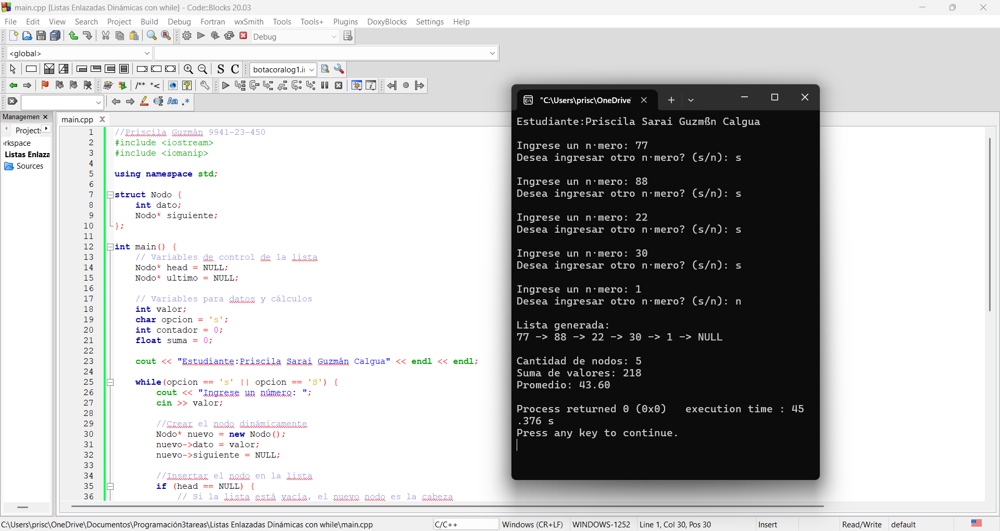 main.cpp [Listas Enlazadas Dinámicas con while] - Code::Blocks 20.03
File Edit View Search Project Build Debug Fortran wxSmith Tools Tools+ Plugins DoxyBlocks Settings Help
Debug
<global>
S C botacoralog1.i
/** *<
Aa .*
Managemen
Projects
rkspace
Listas Enlaza
Sources
main.cpp
1 //Priscila Guzmán 9941-23-450
2 #include <iostream>
3 #include <iomanip>
4
5 using namespace std;
6
7 struct Nodo {
8 int dato;
9 Nodo* siguiente;
10 };
11
12 int main() {
13 // Variables de control de la lista
14 Nodo* head = NULL;
15 Nodo* ultimo = NULL;
16
17 // Variables para datos y cálculos
18 int valor;
19 char opcion = 's';
20 int contador = 0;
21 float suma = 0;
22
23 cout << "Estudiante:Priscila Sarai Guzmán Calgua" << endl << endl;
24
25 while(opcion == 's' || opcion == 'S') {
26 cout << "Ingrese un número: ";
27 cin >> valor;
28
29 //Crear el nodo dinámicamente
30 Nodo* nuevo = new Nodo();
31 nuevo->dato = valor;
32 nuevo->siguiente = NULL;
33
34 //Insertar el nodo en la lista
35 if (head == NULL) {
36 // Si la lista está vacía, el nuevo nodo es la cabeza
"C:\Users\prisc\OneDrive\
Estudiante:Priscila Sarai Guzmßn Calgua
Ingrese un n·mero: 77
Desea ingresar otro n·mero? (s/n): s
Ingrese un n·mero: 88
Desea ingresar otro n·mero? (s/n): s
Ingrese un n·mero: 22
Desea ingresar otro n·mero? (s/n): s
Ingrese un n·mero: 30
Desea ingresar otro n·mero? (s/n): s
Ingrese un n·mero: 1
Desea ingresar otro n·mero? (s/n): n
Lista generada:
77 -> 88 -> 22 -> 30 -> 1 -> NULL
Cantidad de nodos: 5
Suma de valores: 218
Promedio: 43.60
Process returned 0 (0x0)   execution time : 45
.376 s
Press any key to continue.
C:\Users\prisc\OneDrive\Documentos\Programación3tareas\Listas Enlazadas Dinámicas con while\main.cpp C/C++ Windows (CR+LF) WINDOWS-1252 Line 1, Col 30, Pos 30 Insert Read/Write default